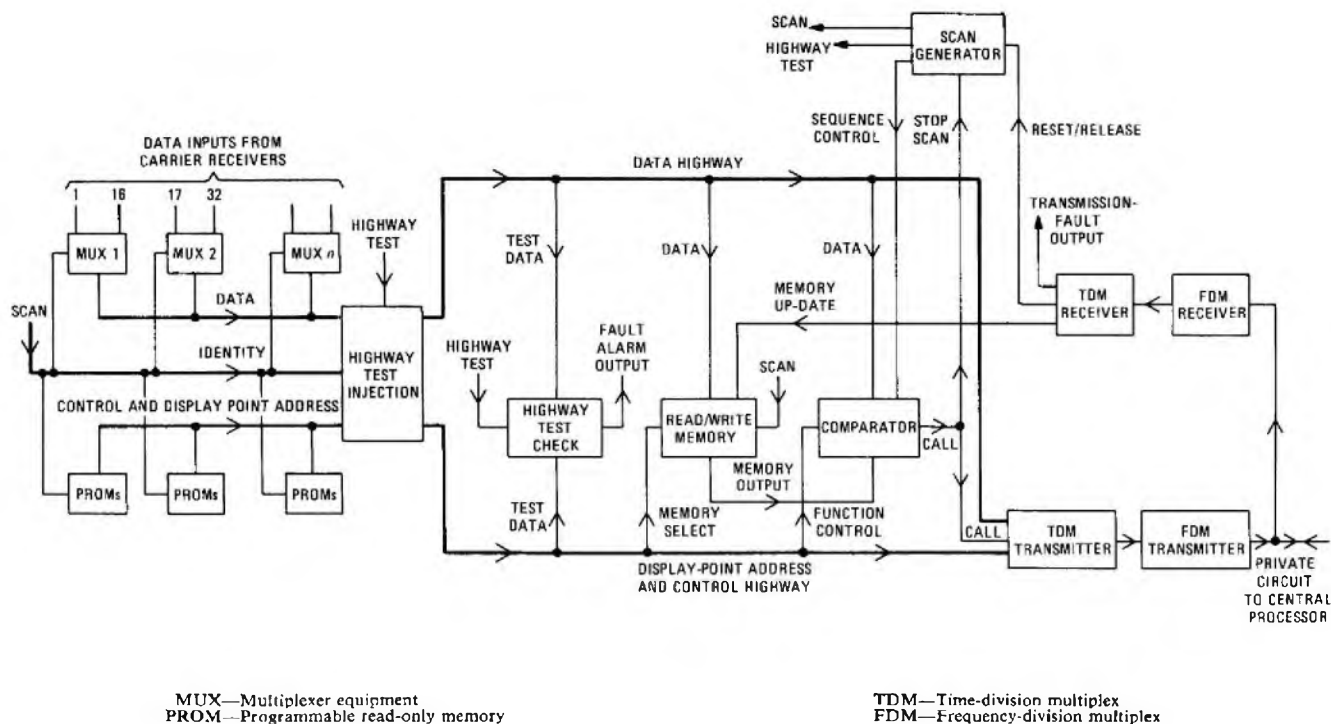 SCAN
HIGHWAY
TEST
SCAN
GENERATOR
SEQUENCE
CONTROL
STOP
SCAN
RESET/RELEASE
DATA INPUTS FROM
CARRIER RECEIVERS
1 16 17 32
MUX 1
MUX 2
MUX n
HIGHWAY
TEST
DATA HIGHWAY
TEST
DATA
DATA
DATA
TRANSMISSION-
FAULT
OUTPUT
SCAN
DATA
IDENTITY
CONTROL AND DISPLAY POINT ADDRESS
HIGHWAY
TEST
INJECTION
MEMORY
UP-DATE
TDM
RECEIVER
FDM
RECEIVER
HIGHWAY
TEST
FAULT
ALARM
OUTPUT
SCAN
HIGHWAY
TEST
CHECK
READ/WRITE
MEMORY
COMPARATOR
CALL
PROMs
PROMs
PROMs
TEST
DATA
MEMORY
SELECT
MEMORY
OUTPUT
FUNCTION
CONTROL
CALL
TDM
TRANSMITTER
FDM
TRANSMITTER
DISPLAY-POINT ADDRESS
AND CONTROL HIGHWAY
PRIVATE
CIRCUIT
TO CENTRAL
PROCESSOR
MUX—Multiplexer equipment
PROM—Programmable read-only memory
TDM—Time-division multiplex
FDM—Frequency-division multiplex